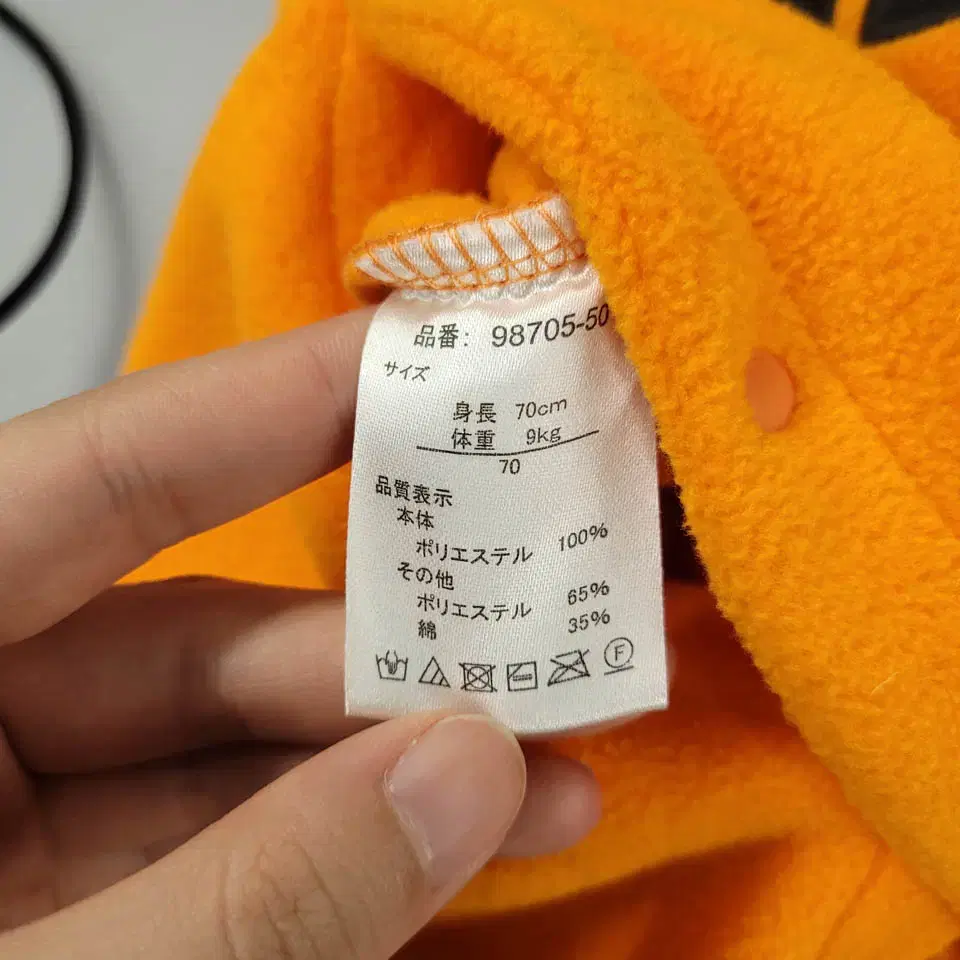 品番: 98705-50
サイズ
身長 70cm
体重 9kg
70
品質表示
本体
ポリエステル 100%
その他
ポリエステル 65%
綿 35%
F